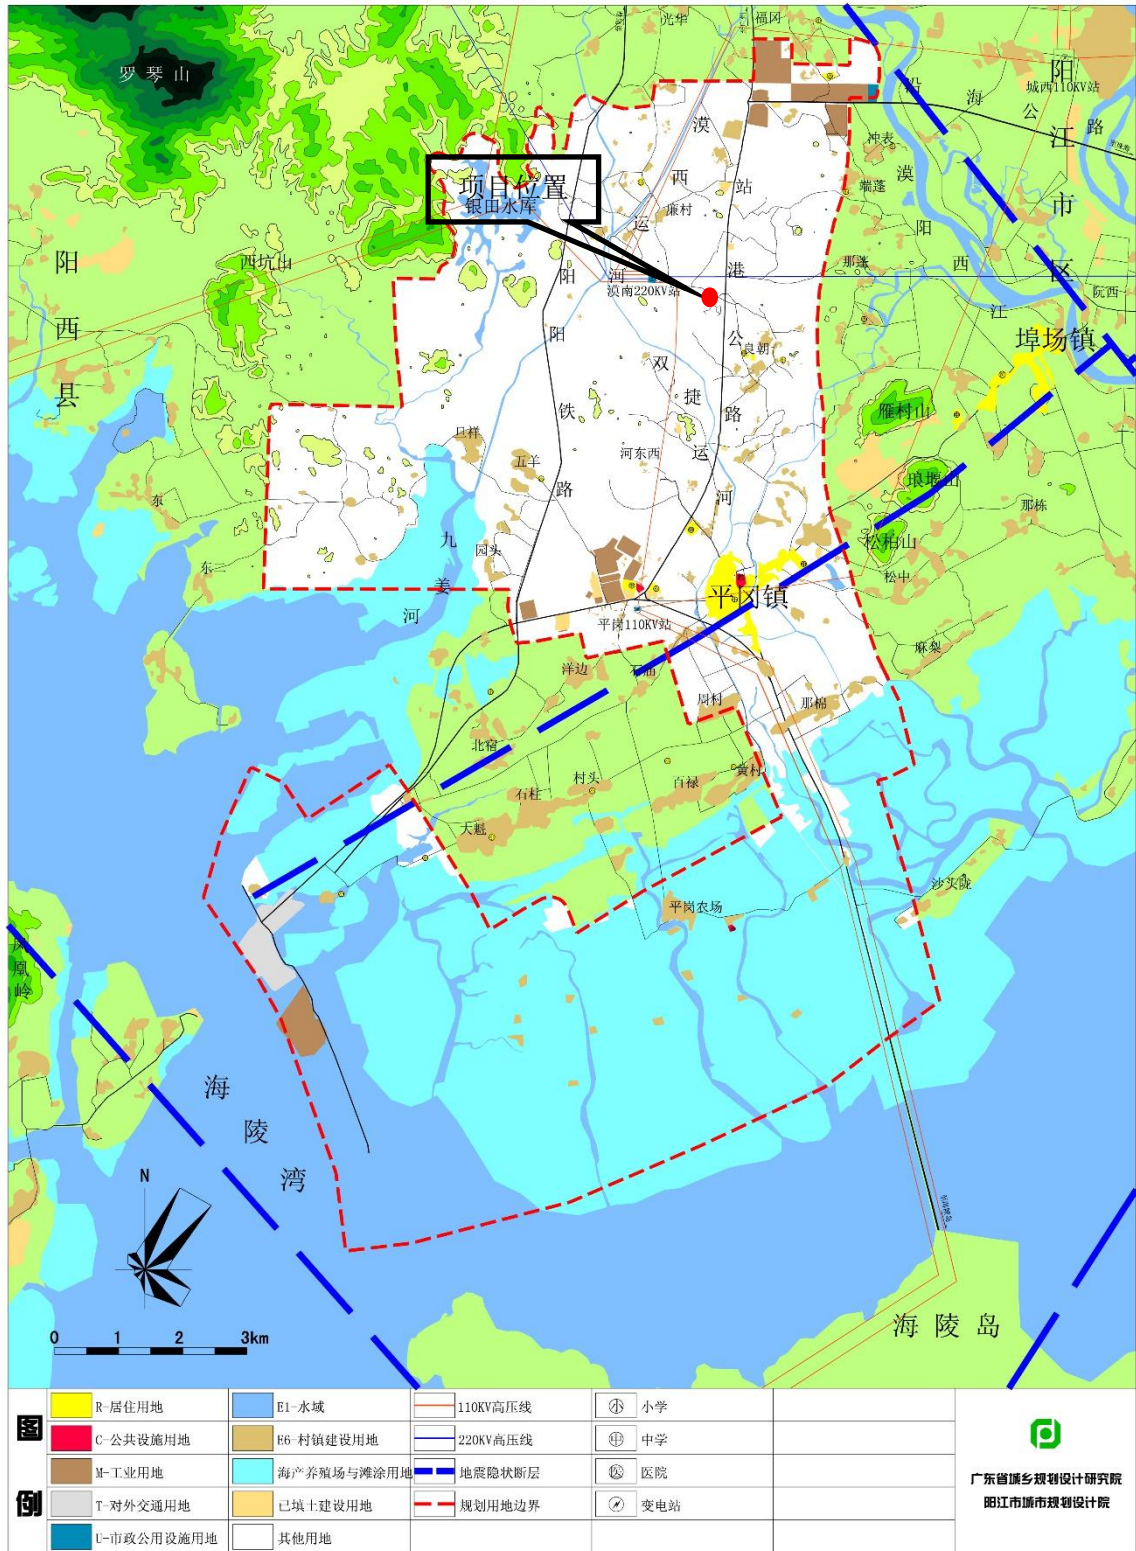 罗琴山
光华
福冈
阳江市区
城西110KV站
沿海公路
冲表
漠阳西江
端蓬
那蓬
阮西
埠场镇
漠西运河
站港公路
廉村
项目位置
银田水库
西坑山
阳西县
漠南220KV站
阳阳铁路
双捷运河
良朝
雁村山
旦祥
五羊
河东西
琅堰山
那栋
松柏山
松中
东
东二
九姜河
园头
平冈镇
平岗110KV站
麻梨
洋边
石庙
周村
那棉
北宿
村头
石柱
百禄
黄村
天魁
平岗农场
沙头陇
凤凰岭
海陵湾
海陵岛
N
0 1 2 3km
图例
R-居住用地
C-公共设施用地
M-工业用地
T-对外交通用地
U-市政公用设施用地
E1-水域
E6-村镇建设用地
海产养殖场与滩涂用地
已填土建设用地
其他用地
110KV高压线
220KV高压线
地震隐状断层
规划用地边界
小 小学
中 中学
医 医院
变电站
广东省城乡规划设计研究院
阳江市城市规划设计院